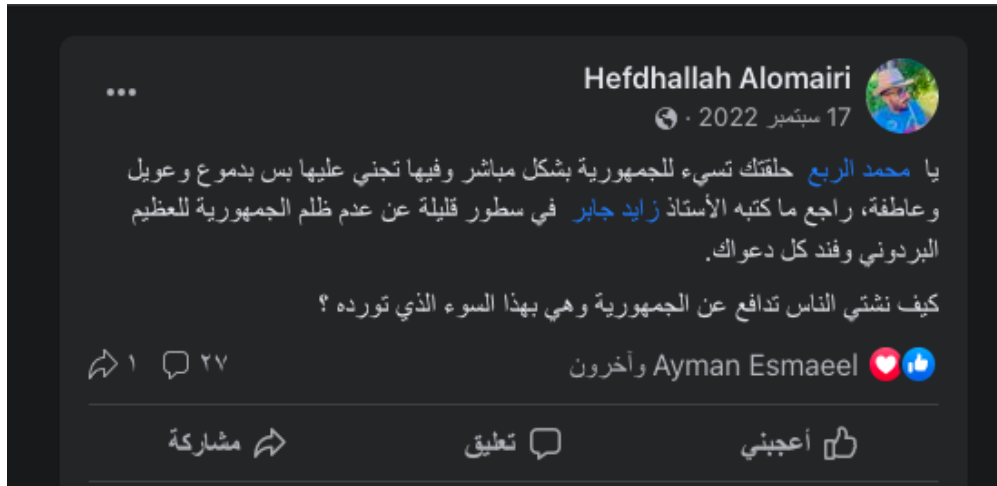 Hefdhallah Alomairi
17 سبتمبر 2022 ·
يا محمد الربع حلقتك تسيء للجمهورية بشكل مباشر وفيها تجني عليها بس بدموع وعويل
وعاطفة، راجع ما كتبه الأستاذ زايد جابر في سطور قليلة عن عدم ظلم الجمهورية للعظيم
البردوني وفند كل دعواك.
كيف نشتي الناس تدافع عن الجمهورية وهي بهذا السوء الذي تورده ؟
Ayman Esmaeel وآخرون
٢٧ ١
أعجبني تعليق مشاركة